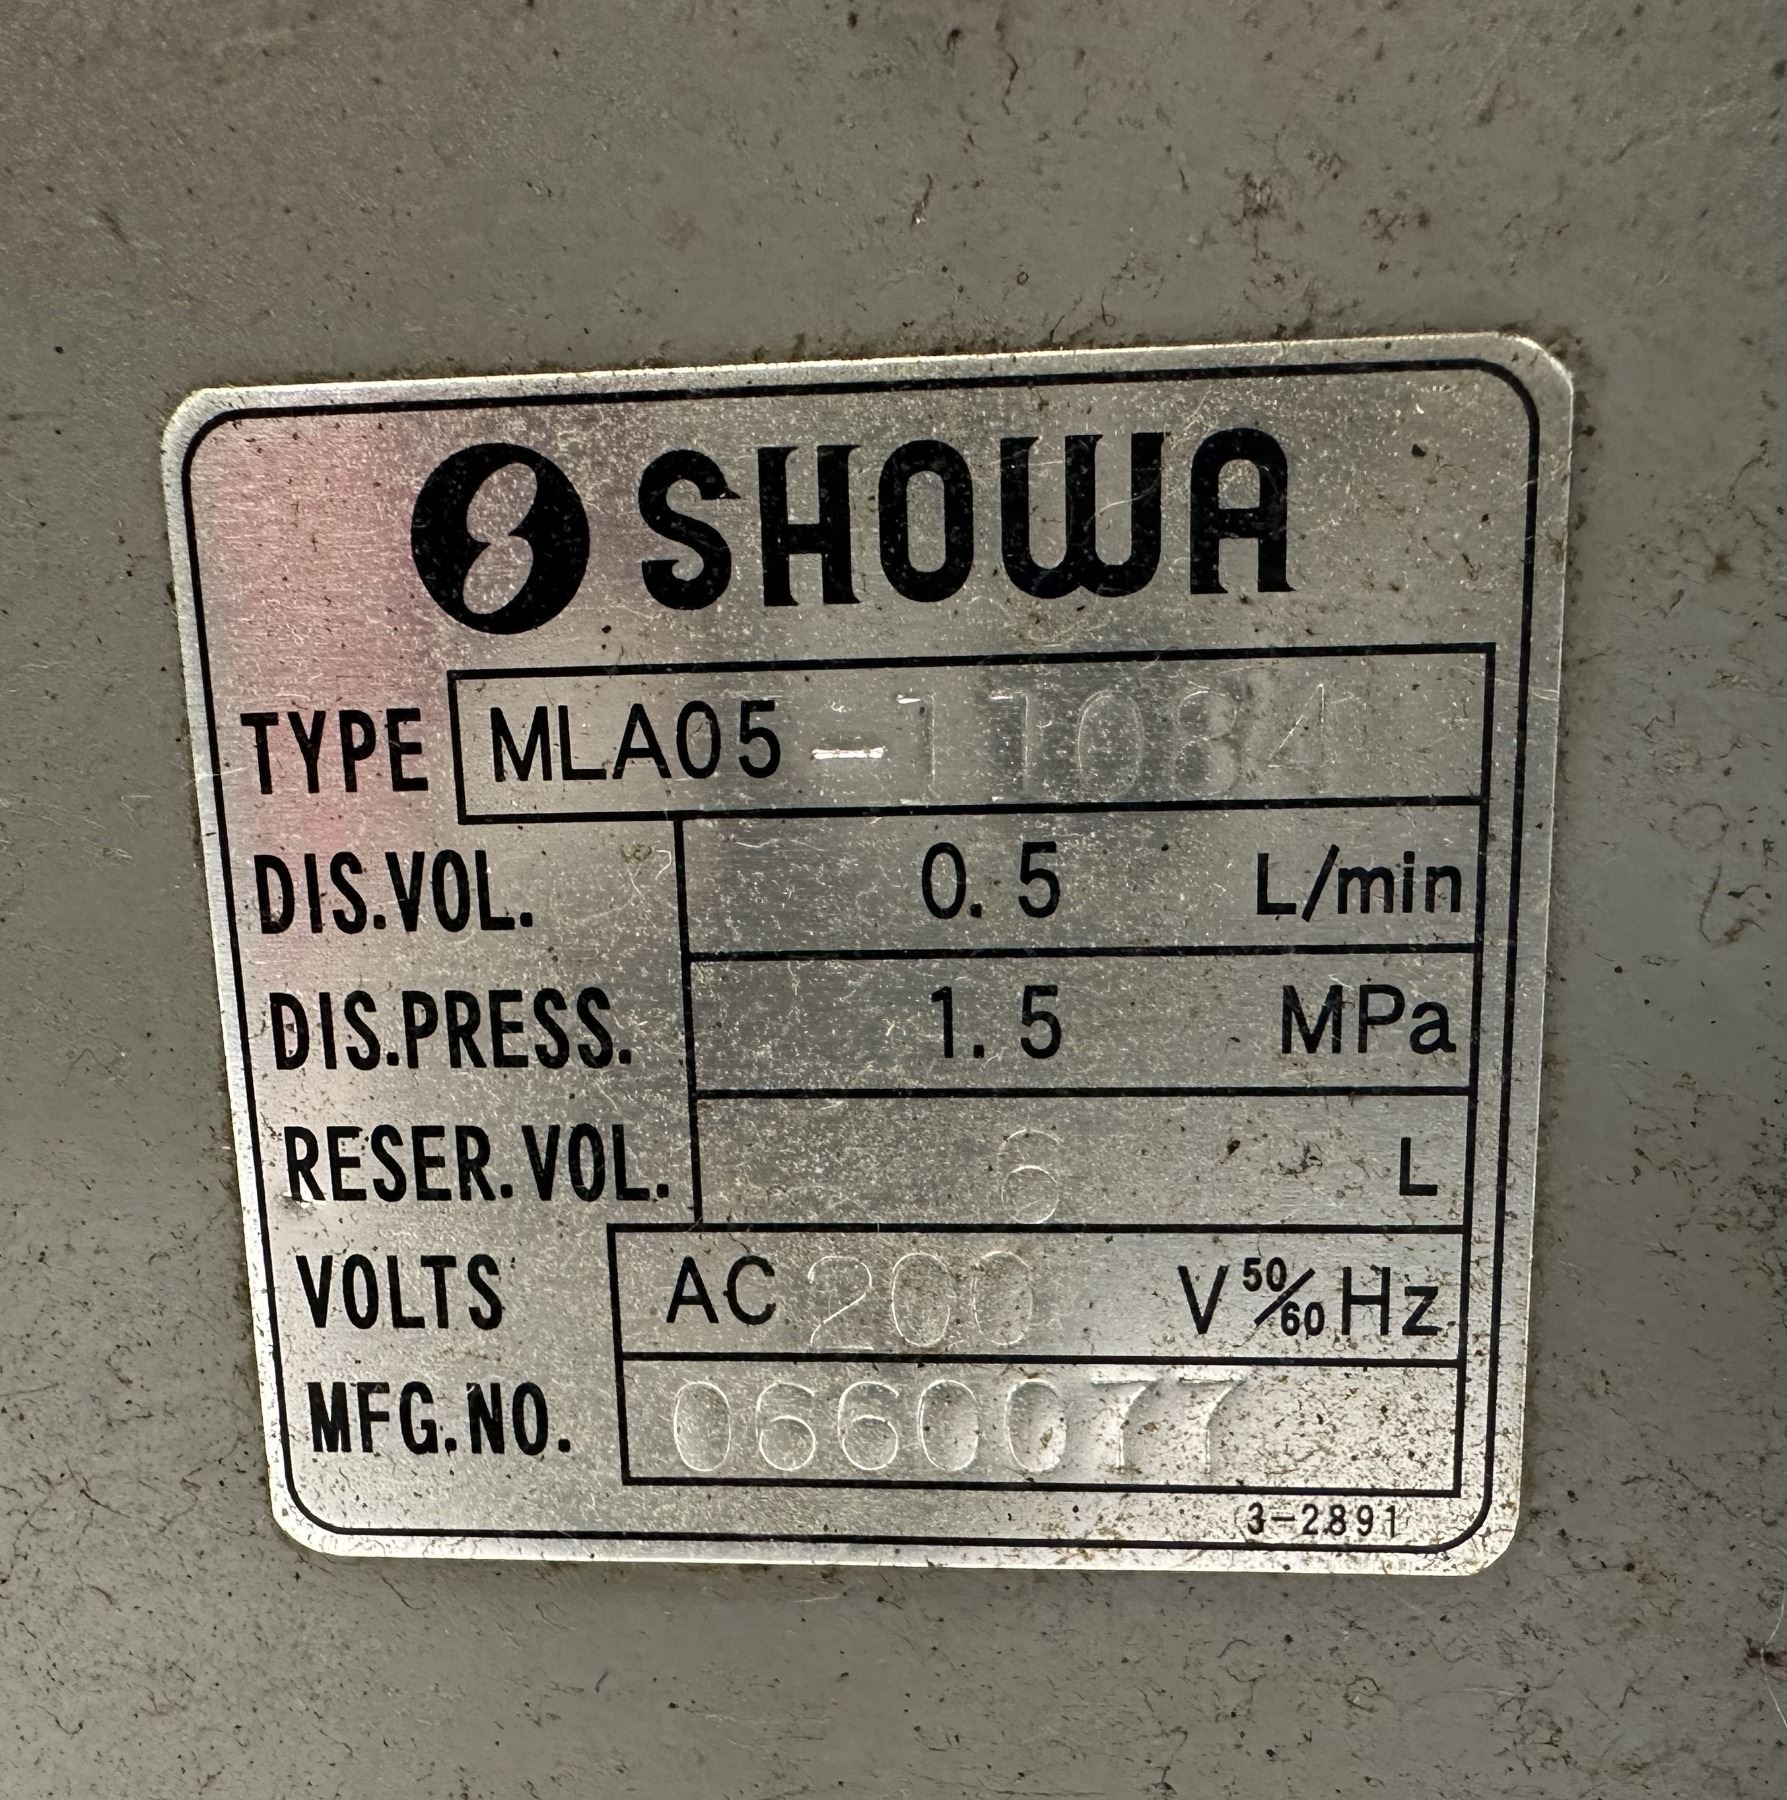 SHOWA
TYPE MLA05-11084
DIS.VOL. 0.5 L/min
DIS.PRESS. 1.5 MPa
RESER.VOL. 6 L
VOLTS AC 200 V 50/60 Hz
MFG.NO. 0660077
3-2891